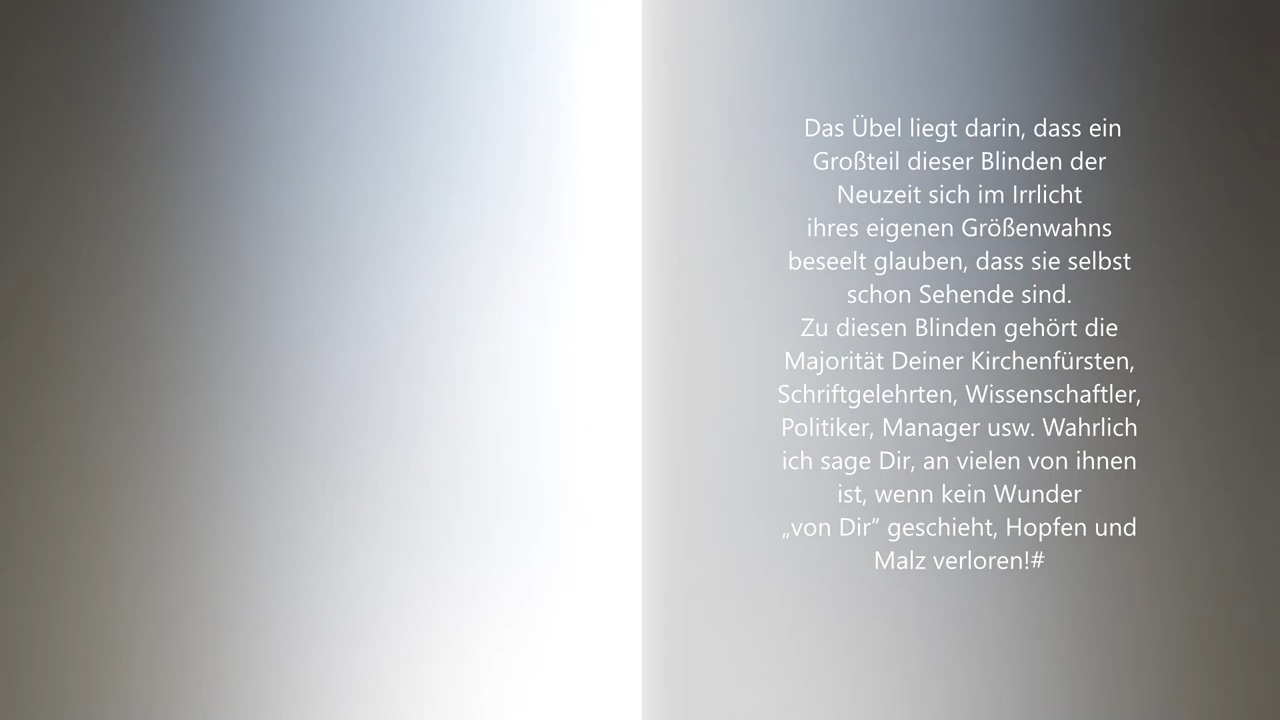 Das Übel liegt darin, dass ein
Großteil dieser Blinden der
Neuzeit sich im Irrlicht
ihres eigenen Größenwahns
beseelt glauben, dass sie selbst
schon Sehende sind.
Zu diesen Blinden gehört die
Majorität Deiner Kirchenfürsten,
Schriftgelehrten, Wissenschaftler,
Politiker, Manager usw. Wahrlich
ich sage Dir, an vielen von ihnen
ist, wenn kein Wunder
„von Dir“ geschieht, Hopfen und
Malz verloren!#